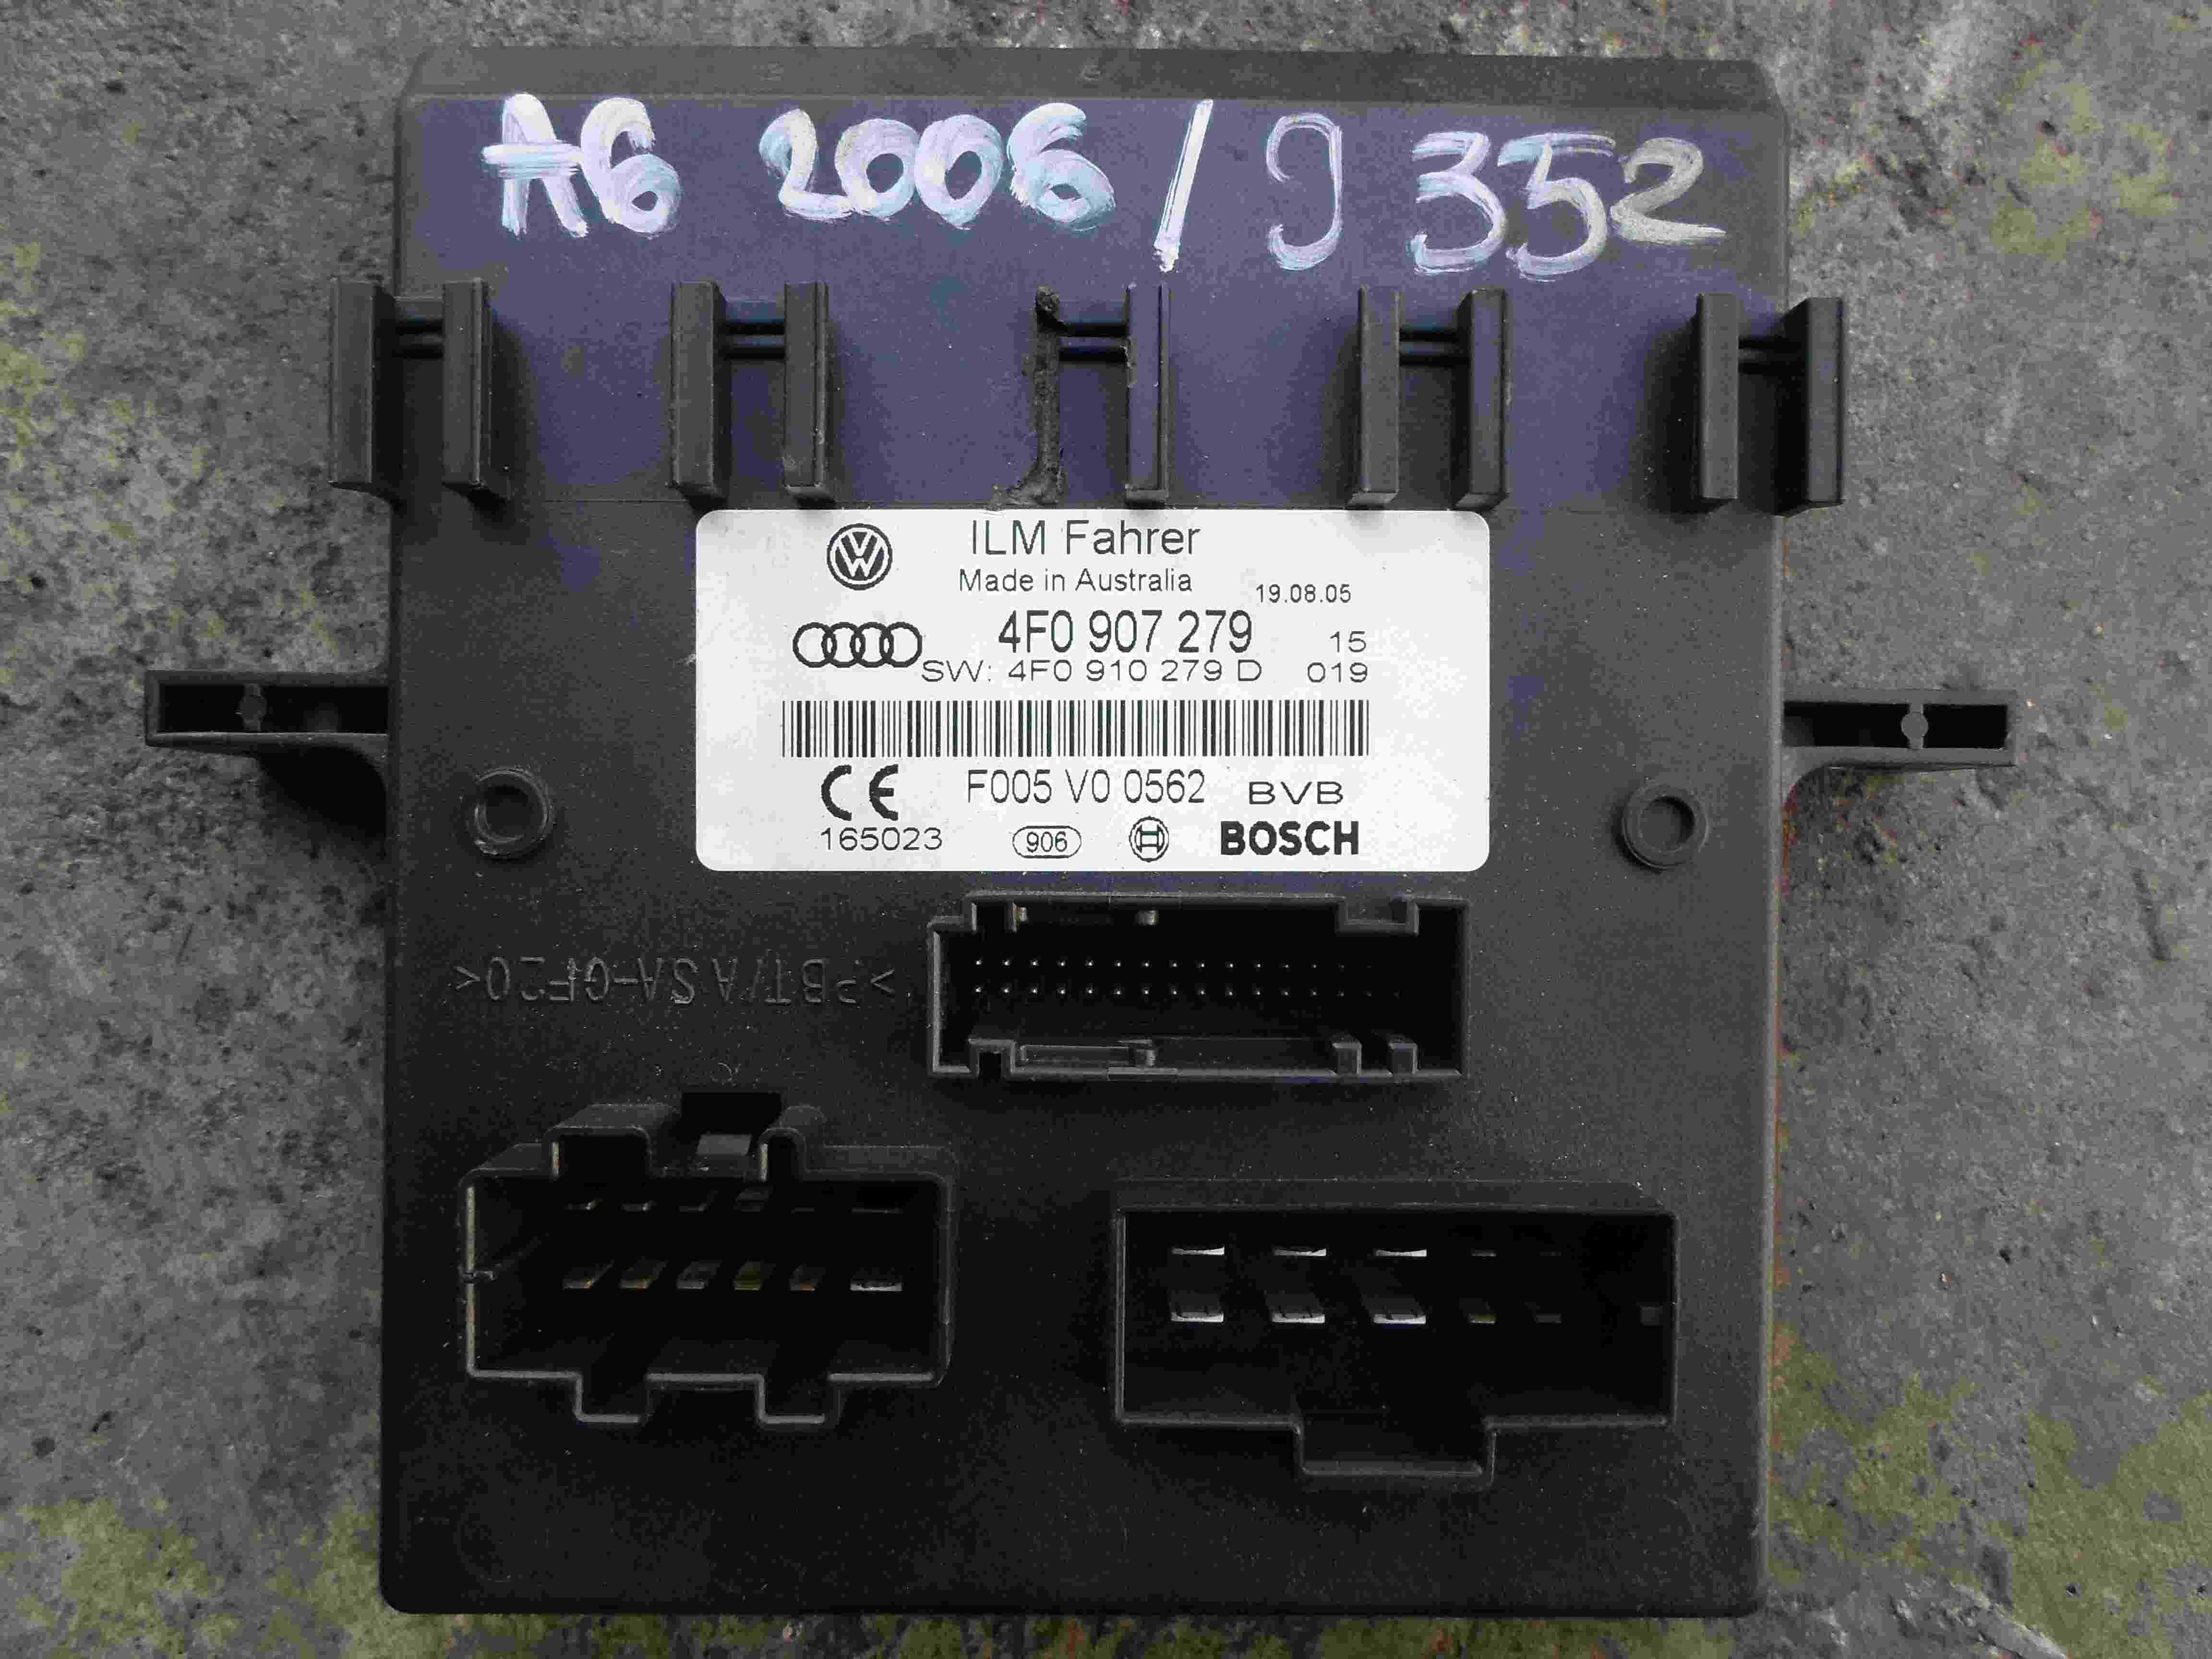 A6 2006/9 352
ILM Fahrer
Made in Australia
19.08.05
4F0 907 279 15
SW: 4F0 910 279 D 019
CE F005 V0 0562 BVB
165023 906 BOSCH
>PBT/ASA-GF20<